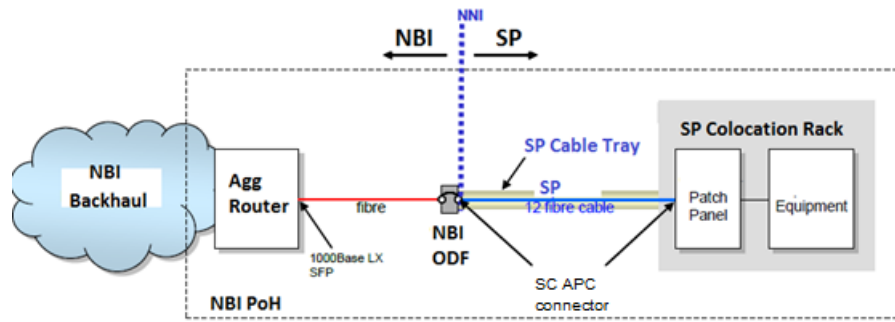 NNI
NBI
SP
SP Colocation Rack
SP Cable Tray
NBI
Backhaul
Agg
Router
fibre
SP
12 fibre cable
Patch
Panel
Equipment
NBI
ODF
1000Base LX
SFP
SC APC
connector
NBI PoH